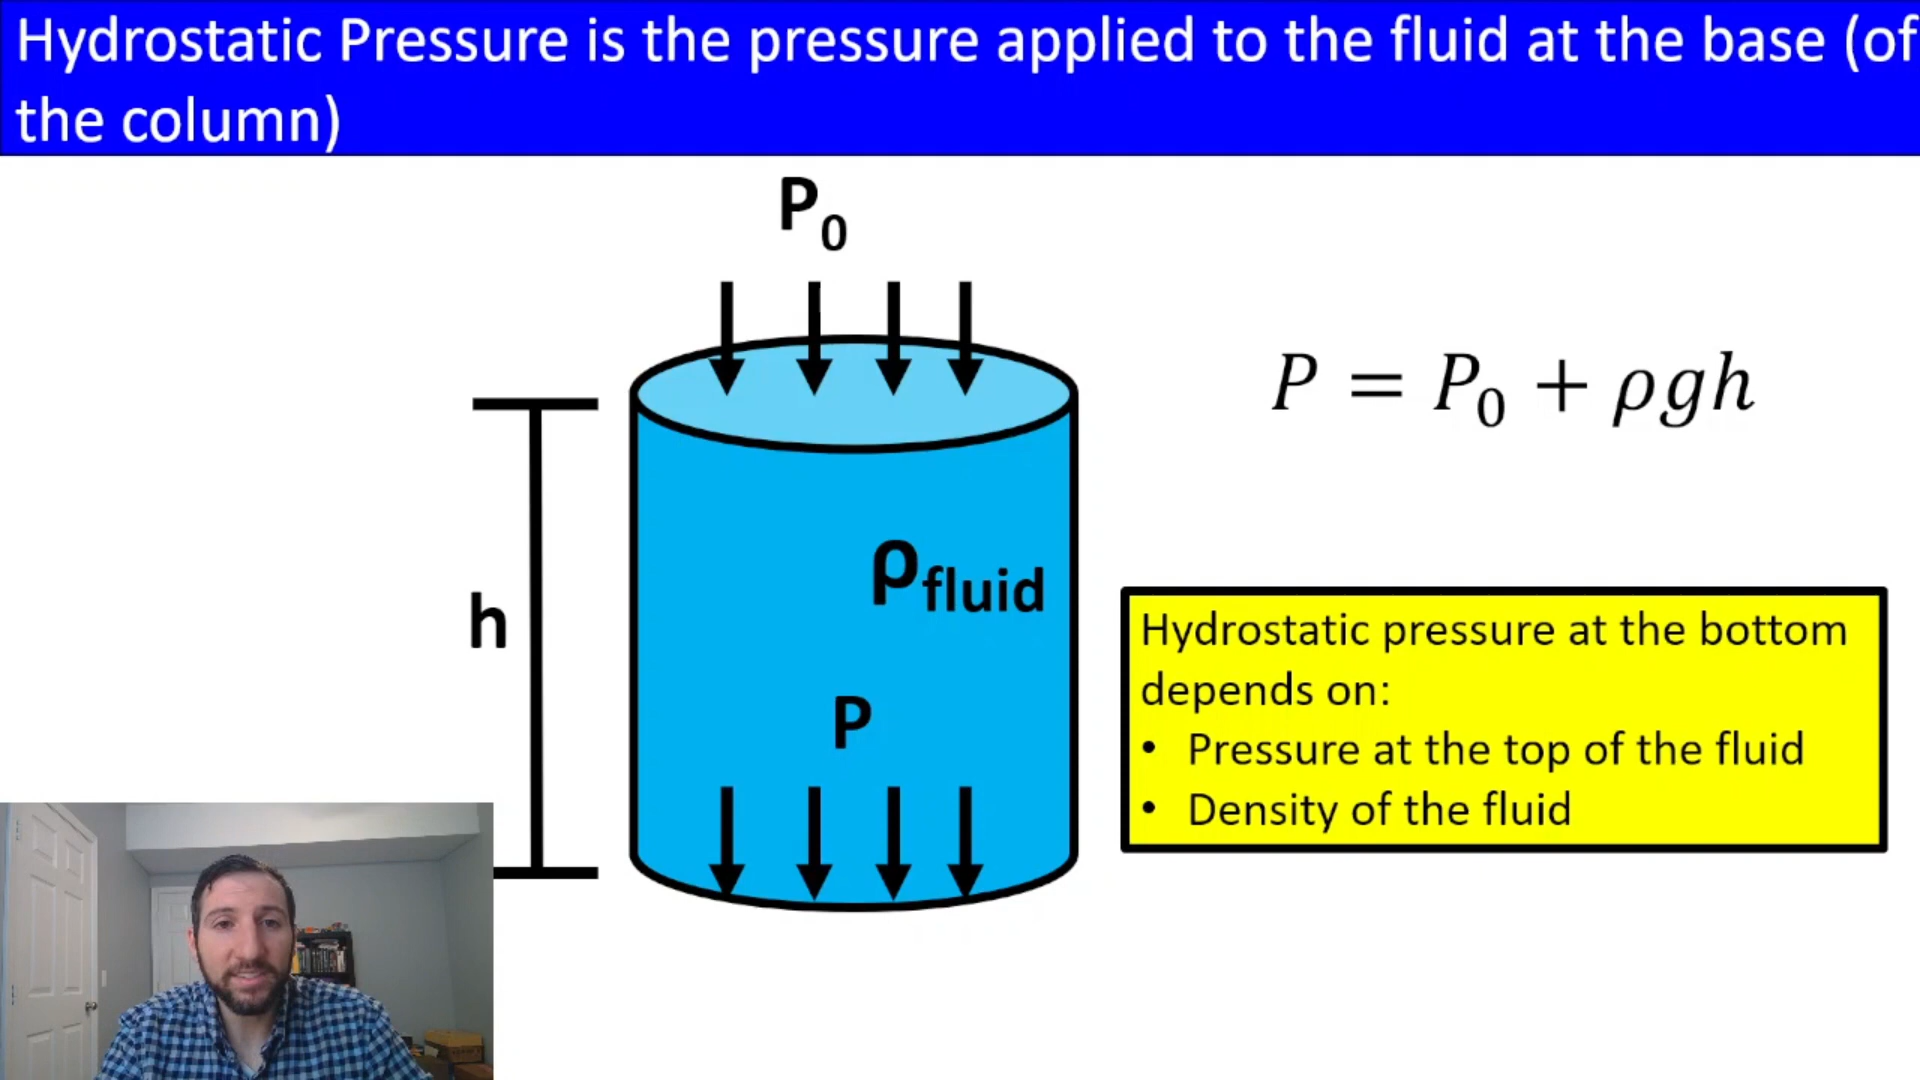 Hydrostatic Pressure is the pressure applied to the fluid at the base (of
the column)
P₀
P = P₀ + ρgh
ρfluid
h
P
Hydrostatic pressure at the bottom
depends on:
• Pressure at the top of the fluid
• Density of the fluid